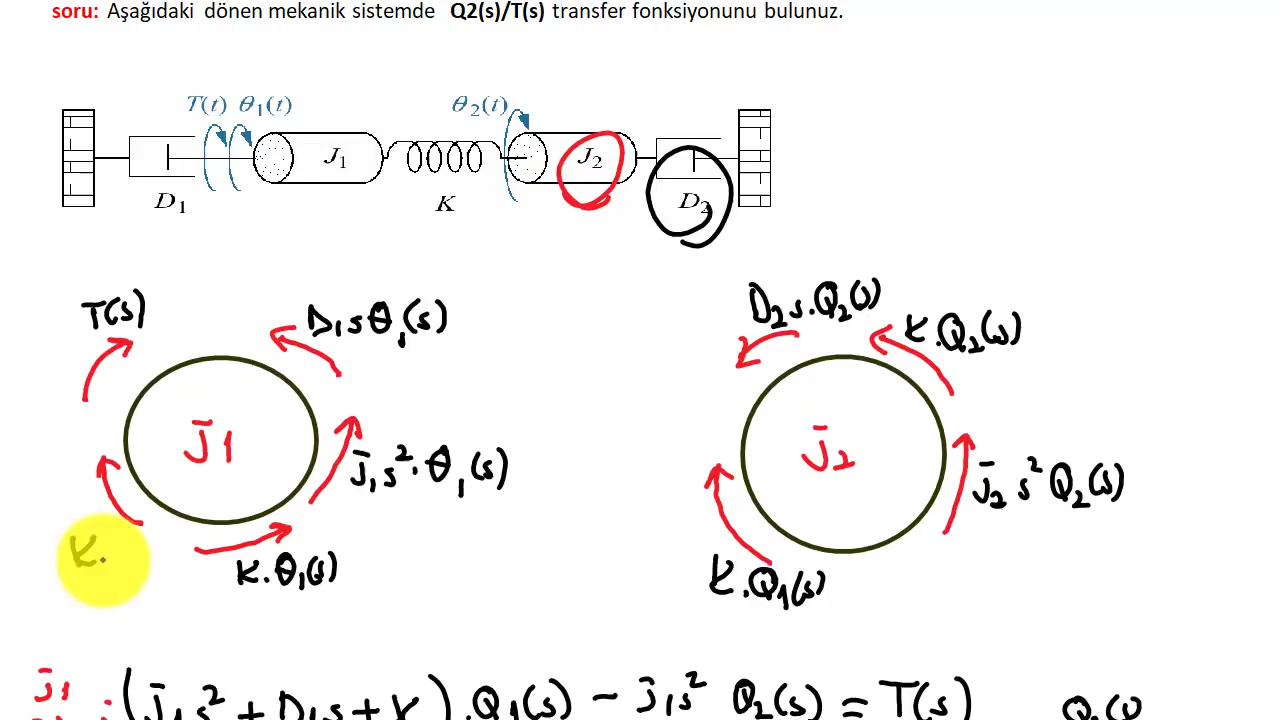 soru: Aşağıdaki dönen mekanik sistemde Q2(s)/T(s) transfer fonksiyonunu bulunuz.
T(t) θ₁(t) θ₂(t)
J₁ J₂
D₁ K D₂
T(s) D₁sθ₁(s) D₂s.Q₂(s) K.Q₂(s)
J1 J₁s².θ₁(s) J₂ J₂s²Q₂(s)
K. K.θ₁(s) K.Q₁(s)
J1
(J₁s² + D₁s + K).Q₁(s) - J₁s² Q₂(s) = T(s)